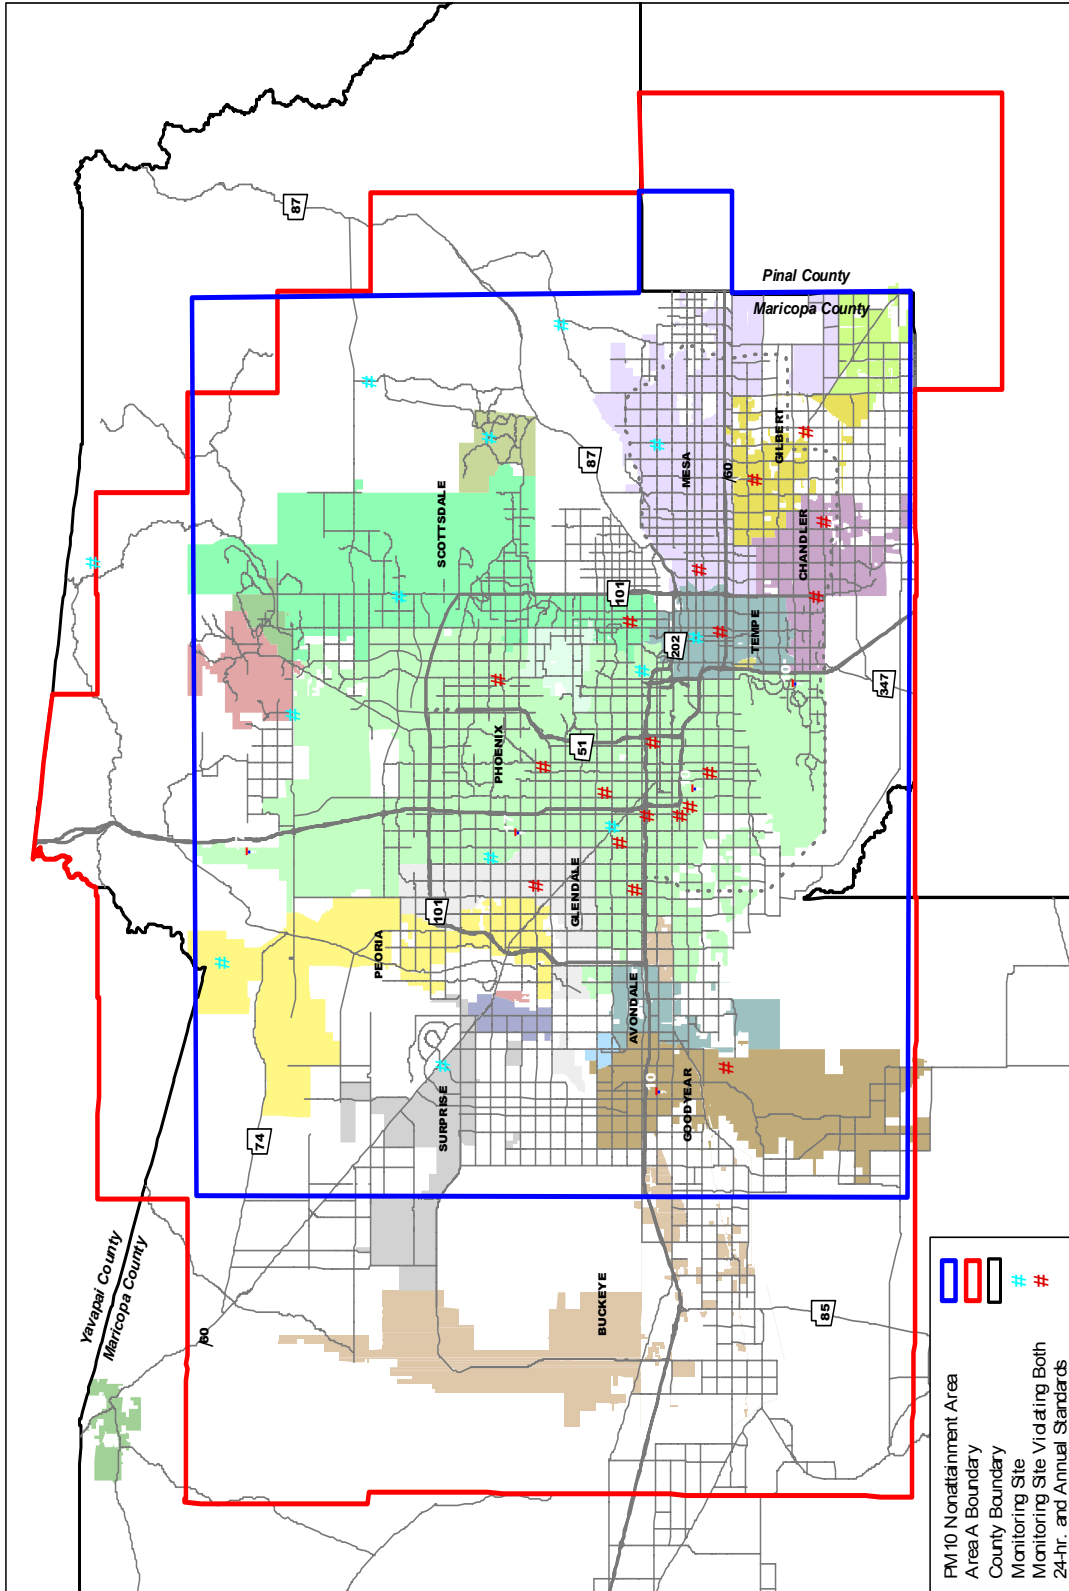 Yavapai County
Maricopa County
Pinal County
Maricopa County
87
87
SCOTTSDALE
MESA
60
GILBERT
CHANDLER
TEMPE
101
202
347
PHOENIX
51
GLENDALE
101
PEORIA
AVONDALE
SURPRISE
GOODYEAR
74
60
BUCKEYE
85
10
PM10 Nonattainment Area
Area A Boundary
County Boundary
# Monitoring Site
# Monitoring Site Violating Both
24-hr. and Annual Standards